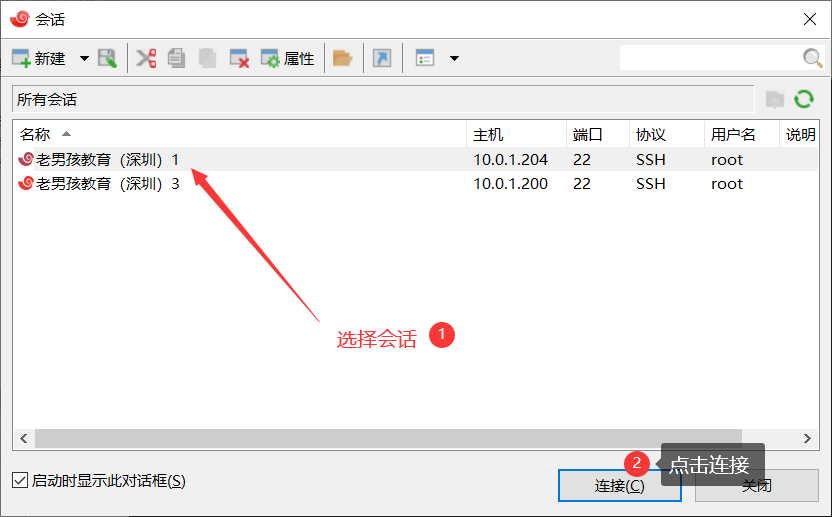 会话
新建 属性
所有会话
名称 主机 端口 协议 用户名 说明
老男孩教育（深圳）1 10.0.1.204 22 SSH root
老男孩教育（深圳）3 10.0.1.200 22 SSH root
选择会话 1
2 点击连接
启动时显示此对话框(S)
连接(C) 关闭